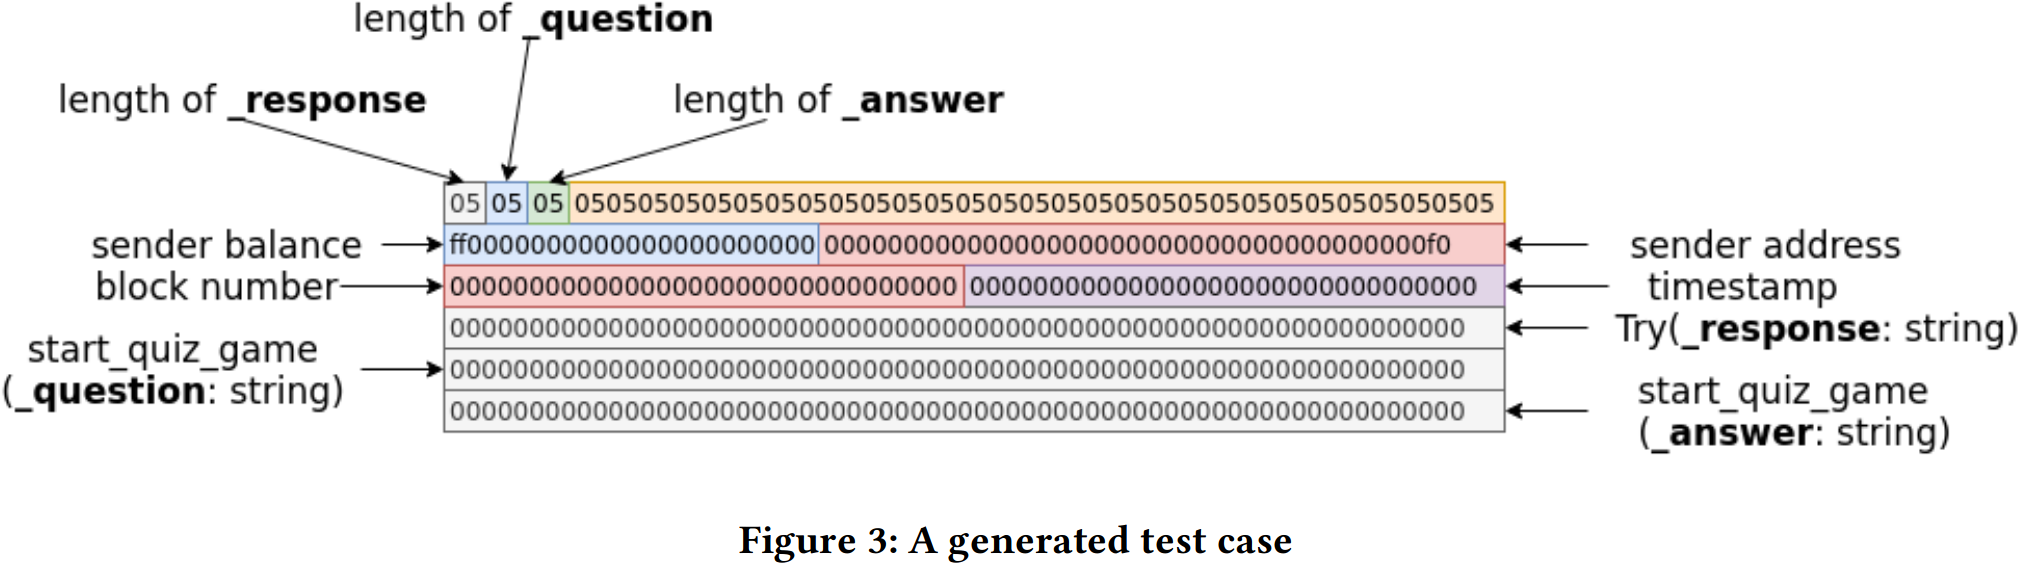 length of _question
length of _response
length of _answer
05 05 05 0505050505050505050505050505050505050505050505050505050505
sender balance
ff0000000000000000000000 00000000000000000000000000000000000000f0
sender address
block number
00000000000000000000000000000000 00000000000000000000000000000000
timestamp
0000000000000000000000000000000000000000000000000000000000000000
Try(_response: string)
start_quiz_game
(_question: string)
0000000000000000000000000000000000000000000000000000000000000000
0000000000000000000000000000000000000000000000000000000000000000
start_quiz_game
(_answer: string)
Figure 3: A generated test case